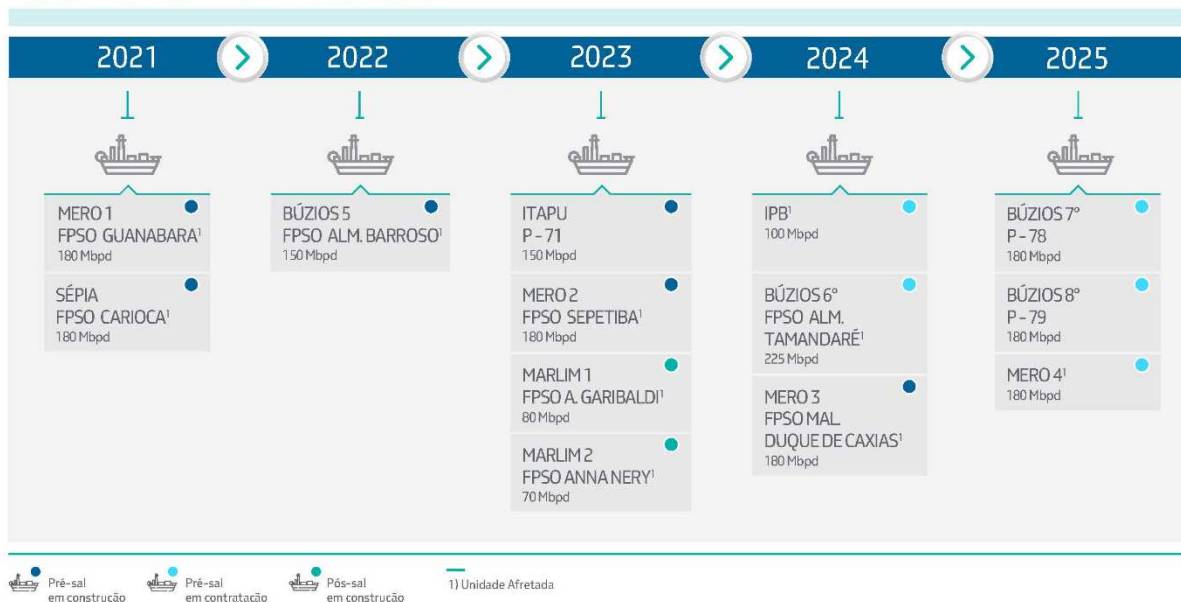 2021
2022
2023
2024
2025
MERO 1
FPSO GUANABARA¹
180 Mbpd
SÉPIA
FPSO CARIOCA¹
180 Mbpd
BÚZIOS 5
FPSO ALM. BARROSO¹
150 Mbpd
ITAPU
P-71
150 Mbpd
MERO 2
FPSO SEPETIBA¹
180 Mbpd
MARLIM 1
FPSO A. GARIBALDI¹
80 Mbpd
MARLIM 2
FPSO ANNA NERY¹
70 Mbpd
IPB¹
100 Mbpd
BÚZIOS 6°
FPSO ALM.
TAMANDARÉ¹
225 Mbpd
MERO 3
FPSO MAL.
DUQUE DE CAXIAS¹
180 Mbpd
BÚZIOS 7°
P-78
180 Mbpd
BÚZIOS 8°
P-79
180 Mbpd
MERO 4¹
180 Mbpd
Pré-sal
em construção
Pré-sal
em contratação
Pós-sal
em construção
1) Unidade Afretada